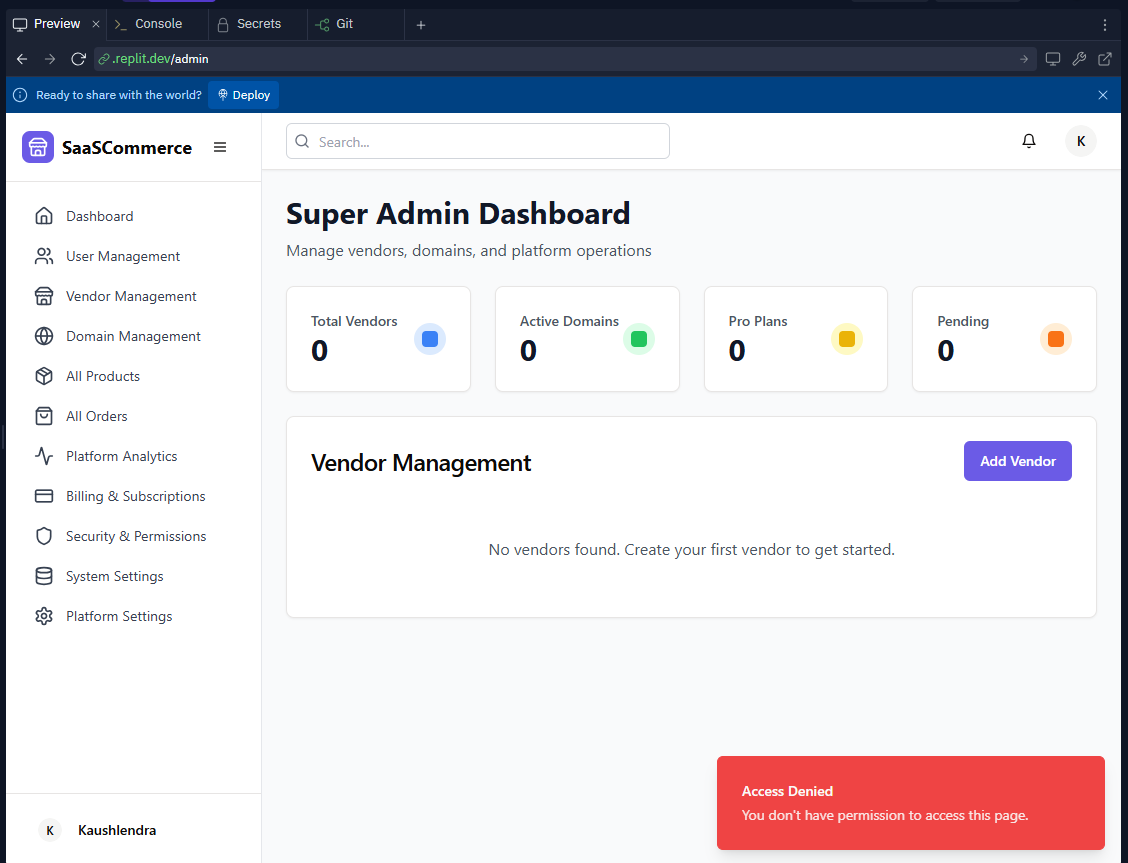 Preview
Console
Secrets
Git
.replit.dev/admin
Ready to share with the world?
Deploy
SaaSCommerce
Search...
K
Dashboard
User Management
Vendor Management
Domain Management
All Products
All Orders
Platform Analytics
Billing & Subscriptions
Security & Permissions
System Settings
Platform Settings
K
Kaushlendra
Super Admin Dashboard
Manage vendors, domains, and platform operations
Total Vendors
0
Active Domains
0
Pro Plans
0
Pending
0
Vendor Management
Add Vendor
No vendors found. Create your first vendor to get started.
Access Denied
You don't have permission to access this page.